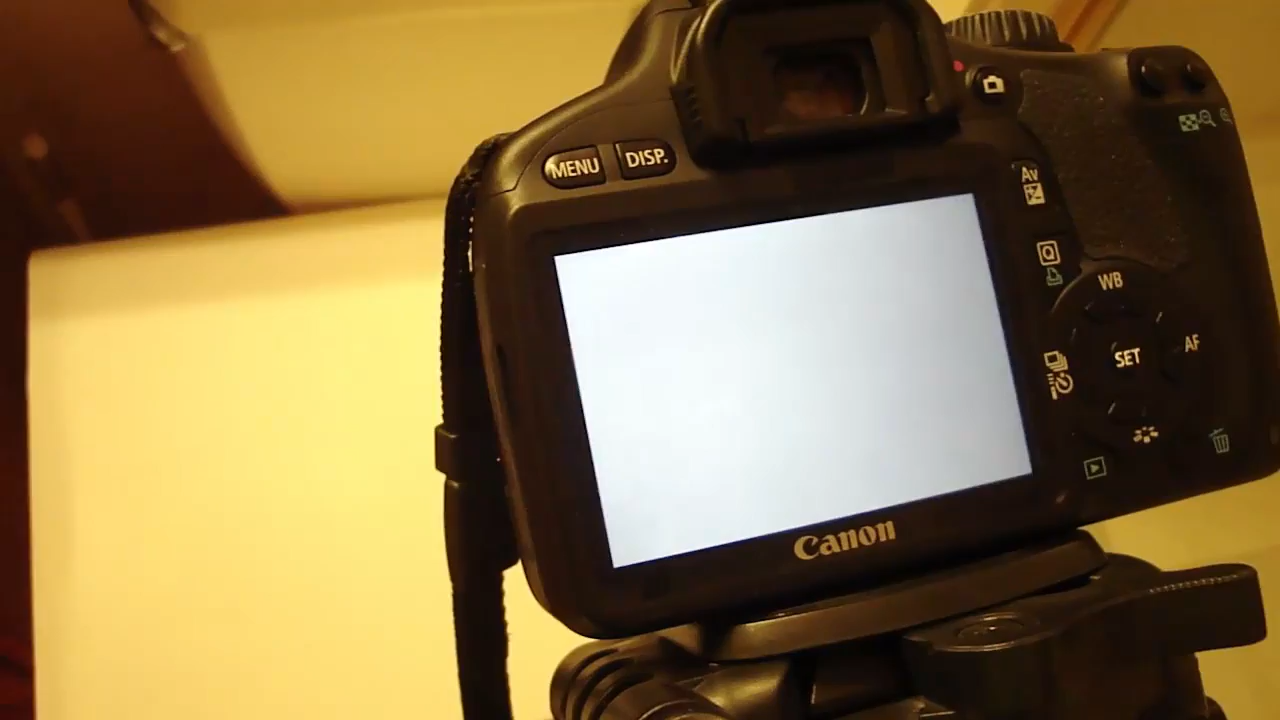 MENU
DISP.
Av
Q
WB
AF
SET
Canon